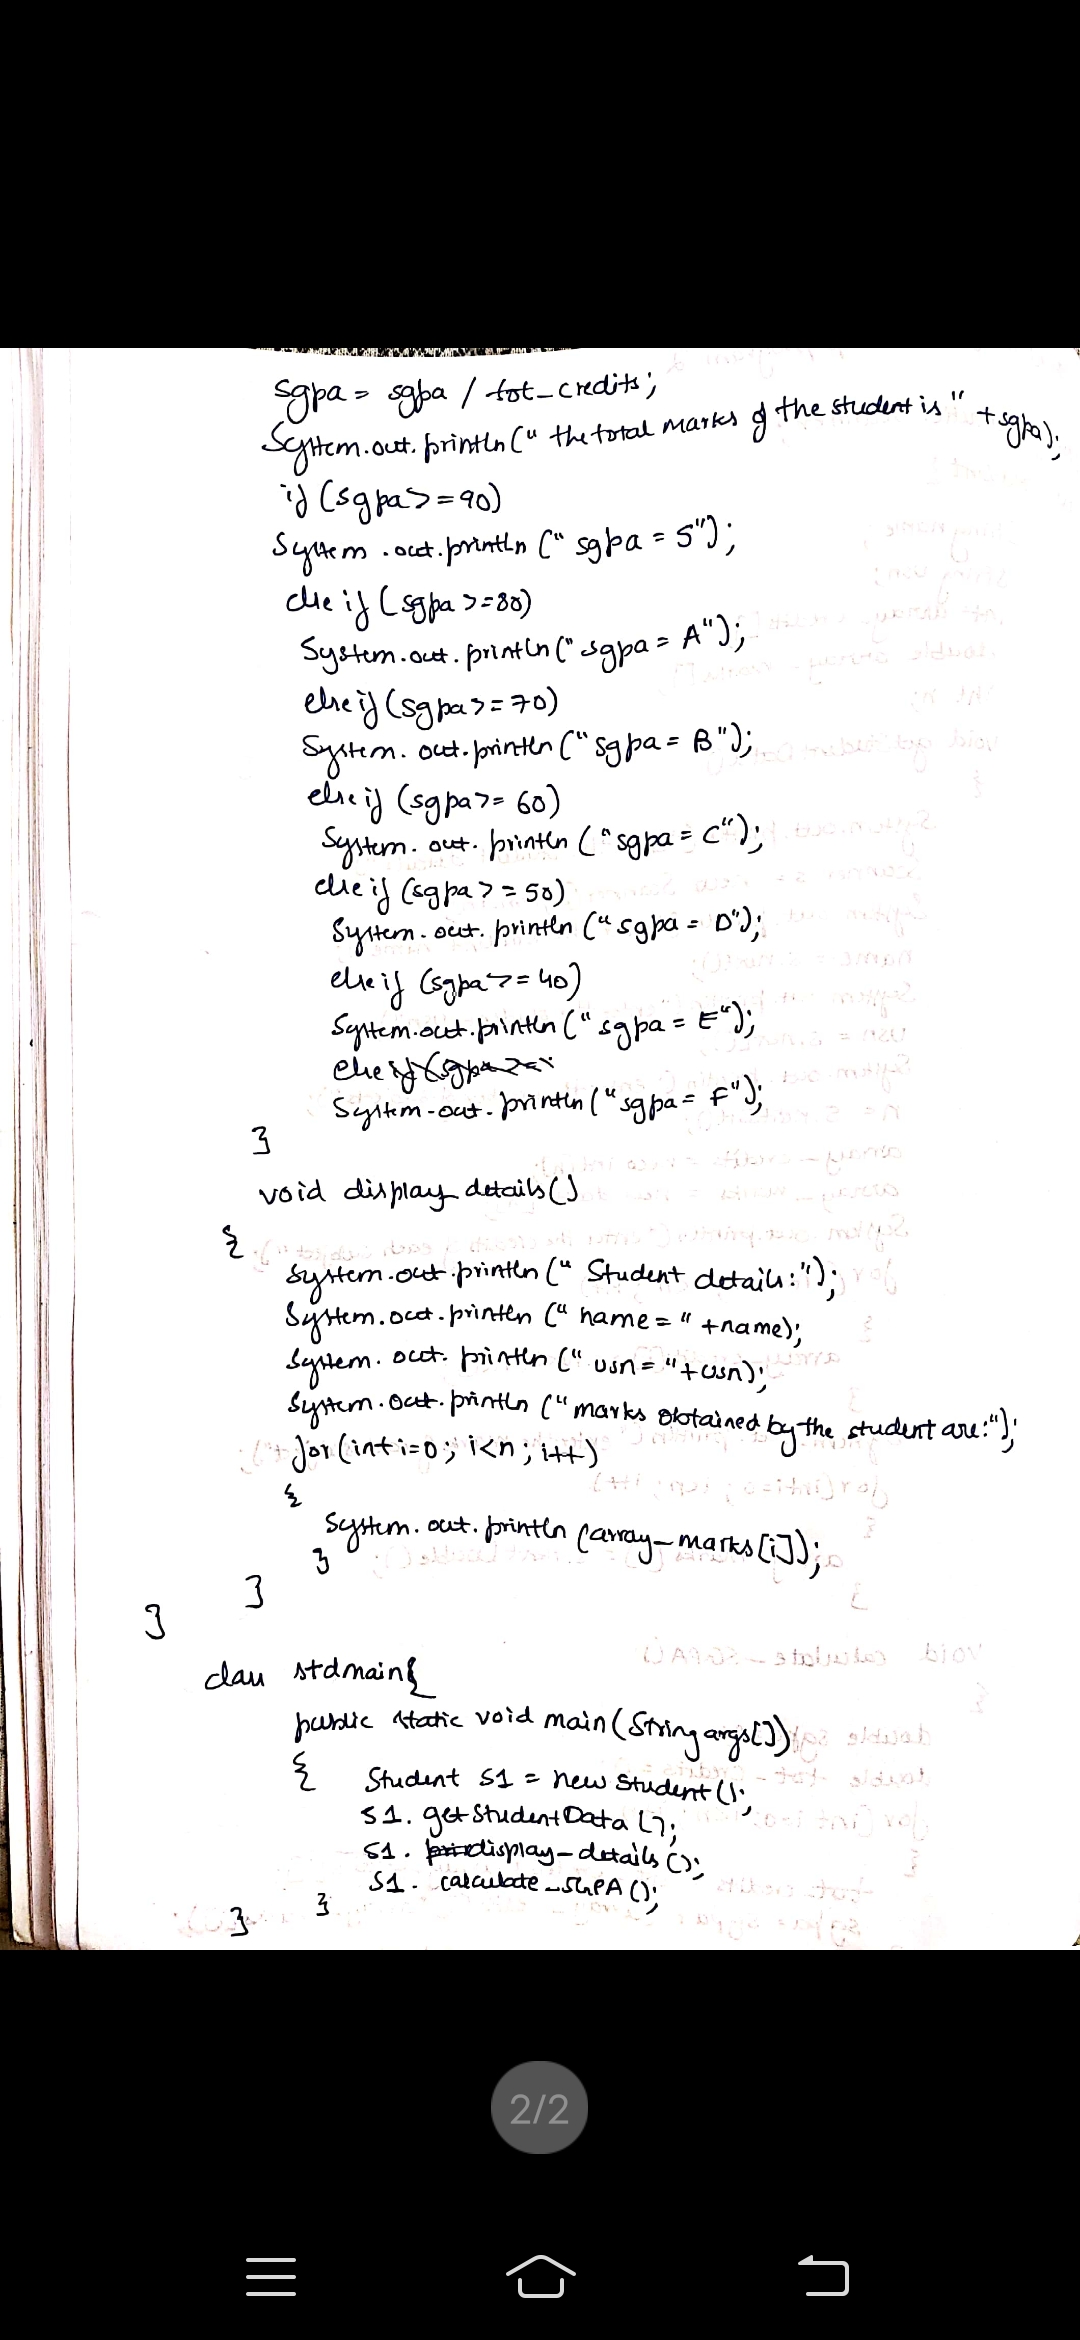 sgpa = sgpa / tot_credits;
System.out.println(" the total marks of the student is " +sgpa);
if (sgpa>=90)
System.out.println (" sgpa = S");
else if (sgpa >=80)
System.out.println (" sgpa = A");
else if (sgpa >=70)
System.out.println (" sgpa = B");
else if (sgpa >= 60)
System.out.println ("sgpa = C");
else if (sgpa >= 50)
System.out.println ("sgpa = D");
else if (sgpa >= 40)
System.out.println (" sgpa = E");
else
System.out.println ("sgpa = F");
}
void display_details()
{
System.out.println (" Student details:");
System.out.println (" name = " +name);
System.out.println (" usn = "+usn);
System.out.println ("marks obtained by the student are:");
for (int i=0; i<n; i++)
{
System.out.println (array_marks[i]);
}
}
}
class stdmain{
public static void main (String args[])
{ Student S1 = new Student ();
S1. getStudentData ();
S1. display_details ();
S1. calculate_SGPA ();
}
}
2/2